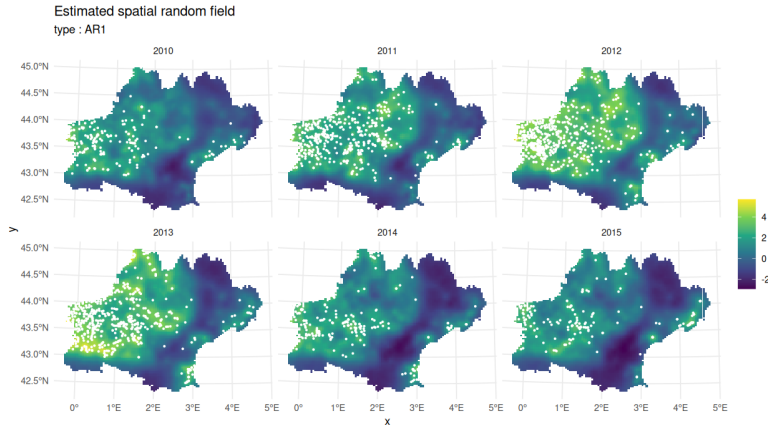 Estimated spatial random field
type : AR1
2010 2011 2012
45.0°N
44.5°N
44.0°N
43.5°N
43.0°N
42.5°N
y
4
2
0
-2
2013 2014 2015
45.0°N
44.5°N
44.0°N
43.5°N
43.0°N
42.5°N
0° 1°E 2°E 3°E 4°E 5°E 0° 1°E 2°E 3°E 4°E 5°E 0° 1°E 2°E 3°E 4°E 5°E
x